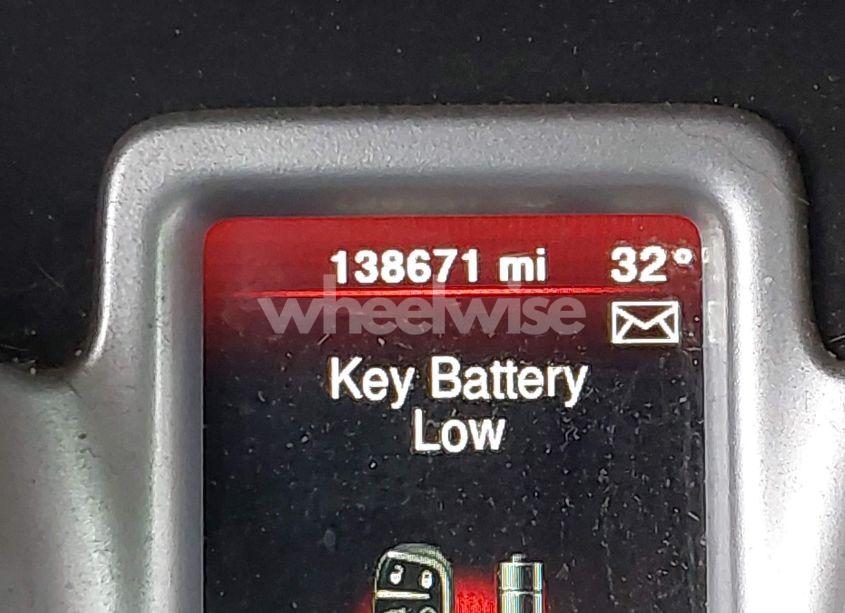 138671 mi 32°
wheelwise
Key Battery
Low